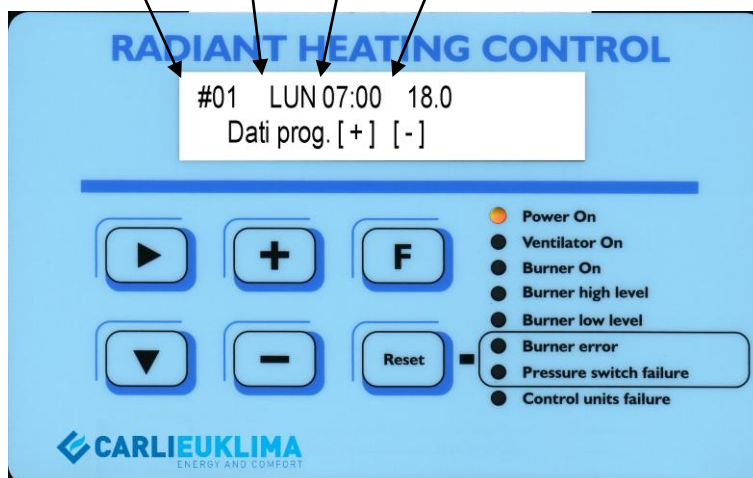 RADIANT HEATING CONTROL
#01 LUN 07:00 18.0
Dati prog. [ + ] [ - ]
Power On
Ventilator On
Burner On
Burner high level
Burner low level
Burner error
Pressure switch failure
Control units failure
+
F
-
Reset
CARLIEUKLIMA
ENERGY AND COMFORT